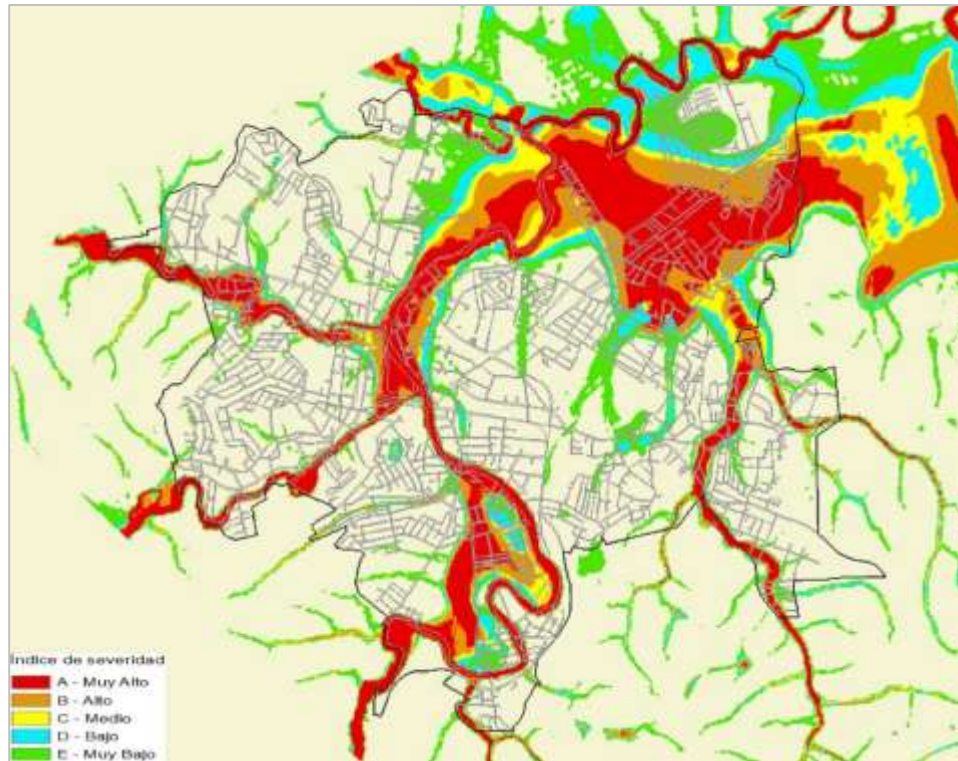 Indice de severidad
A - Muy Alto
B - Alto
C - Medio
D - Bajo
E - Muy Bajo